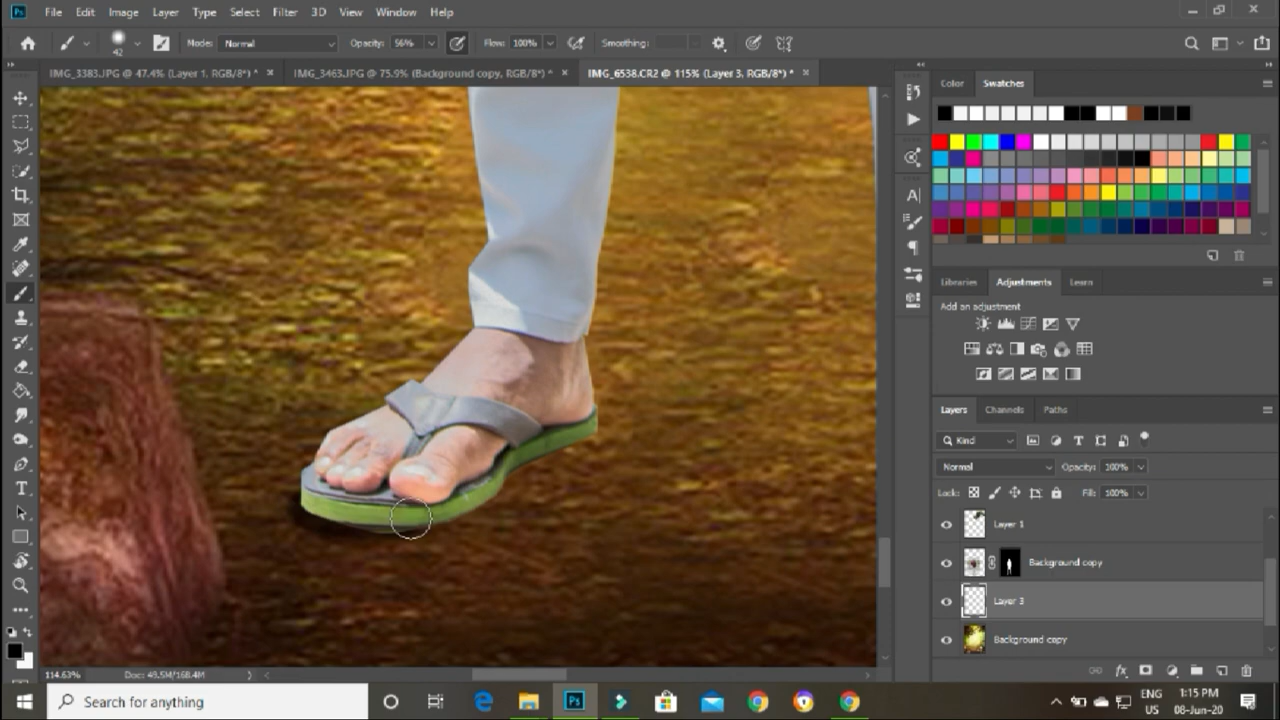 Ps File Edit Image Layer Type Select Filter 3D View Window Help
42 Mode: Normal Opacity: 56% Flow: 100% Smoothing:
IMG_3383.JPG @ 47.4% (Layer 1, RGB/8*) * × IMG_3463.JPG @ 75.9% (Background copy, RGB/8*) * × IMG_6538.CR2 @ 115% (Layer 3, RGB/8*) * ×
Color Swatches
Libraries Adjustments Learn
Add an adjustment
Layers Channels Paths
Kind
Normal Opacity: 100%
Lock: Fill: 100%
Layer 1
Background copy
Layer 3
Background copy
114.63% Doc: 49.5M/168.4M
Search for anything
Ps
ENG
US
1:15 PM
08-Jun-20